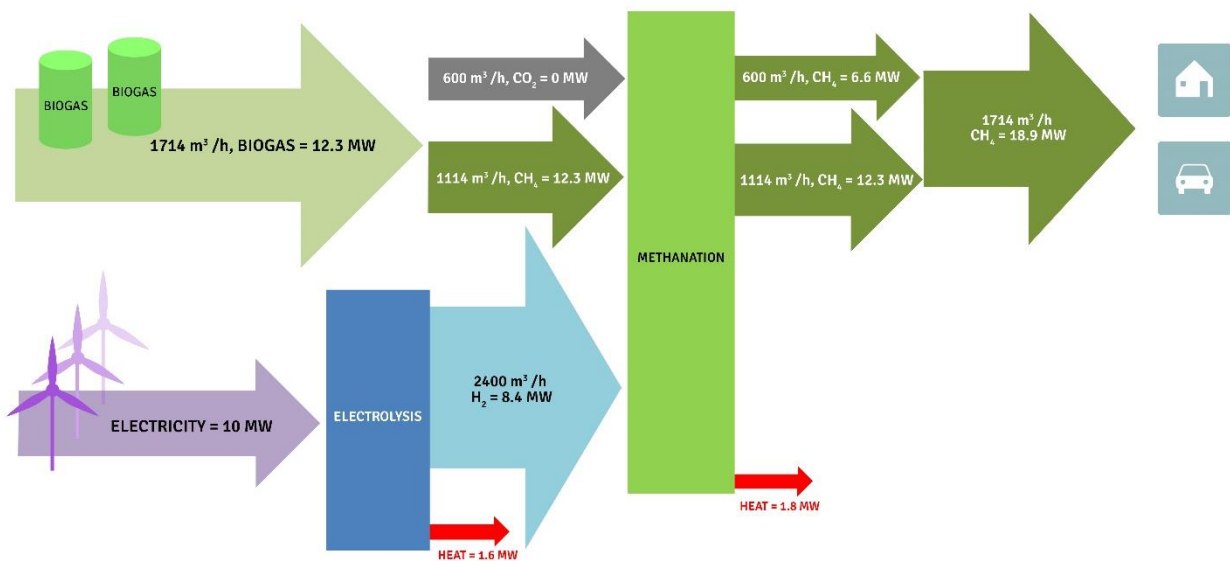 BIOGAS
BIOGAS
1714 m³ /h, BIOGAS = 12.3 MW
600 m³ /h, CO₂ = 0 MW
1114 m³ /h, CH₄ = 12.3 MW
METHANATION
600 m³ /h, CH₄ = 6.6 MW
1114 m³ /h, CH₄ = 12.3 MW
1714 m³ /h
CH₄ = 18.9 MW
ELECTRICITY = 10 MW
ELECTROLYSIS
2400 m³ /h
H₂ = 8.4 MW
HEAT = 1.6 MW
HEAT = 1.8 MW